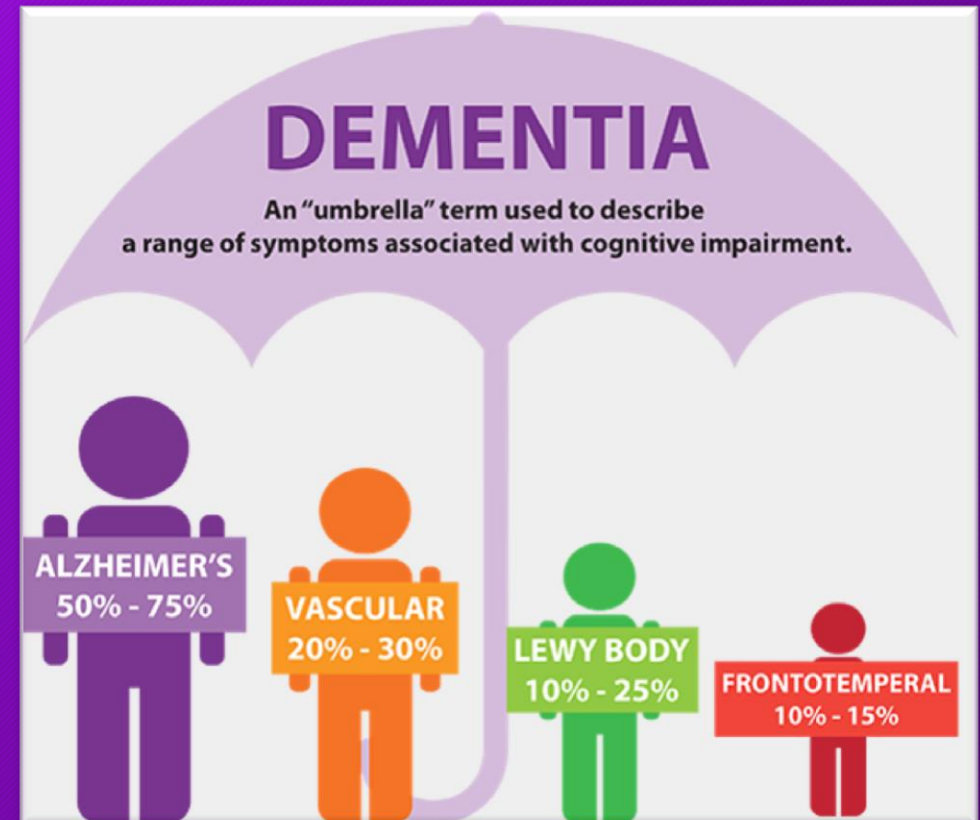 DEMENTIA
An “umbrella” term used to describe
a range of symptoms associated with cognitive impairment.
ALZHEIMER’S
50% - 75%
VASCULAR
20% - 30%
LEWY BODY
10% - 25%
FRONTOTEMPERAL
10% - 15%